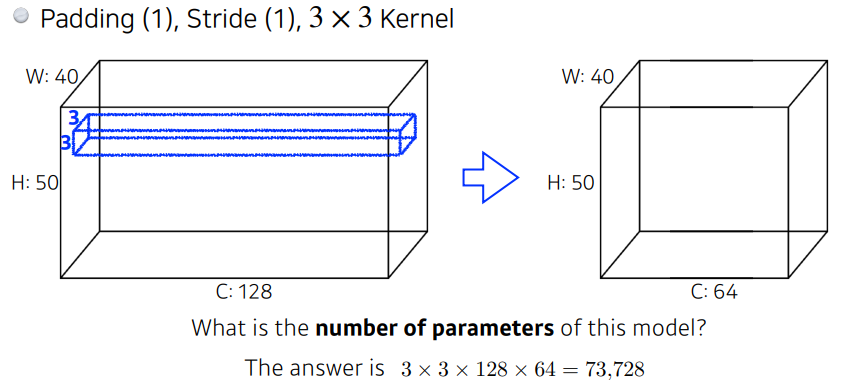 Padding (1), Stride (1), 3 × 3 Kernel
W: 40
W: 40
3
3
H: 50
H: 50
C: 128
C: 64
What is the number of parameters of this model?
The answer is 3 × 3 × 128 × 64 = 73,728